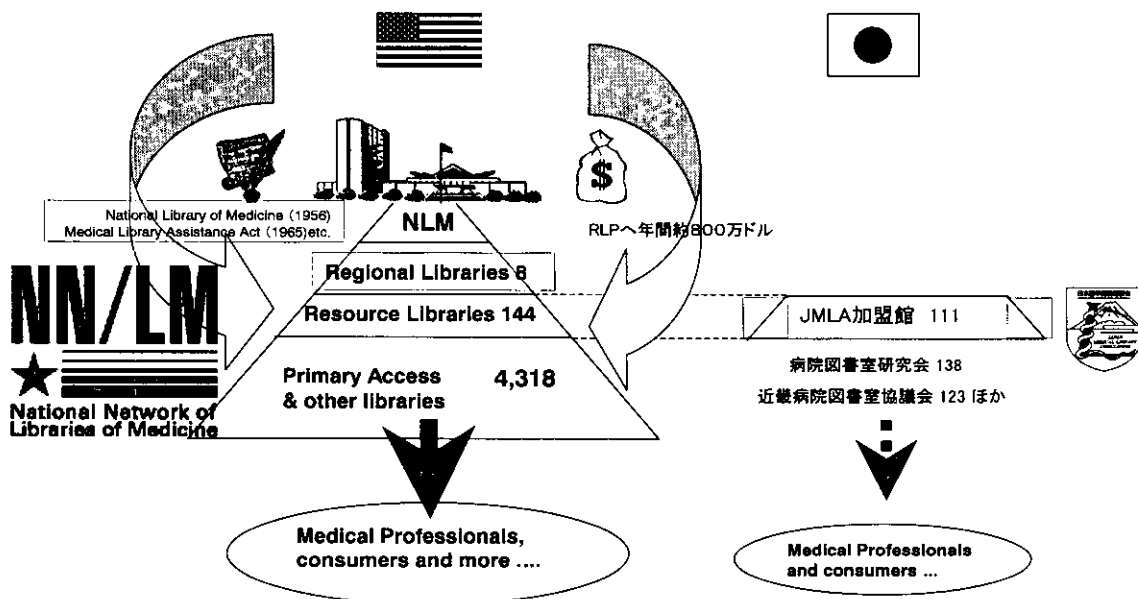 $
National Library of Medicine (1956)
Medical Library Assistance Act (1965)etc.
NLM
RLPへ年間約800万ドル
Regional Libraries 8
NN/LM
Resource Libraries 144
JMLA加盟館 111
Primary Access 4,318
& other libraries
病院図書室研究会 138
近畿病院図書室協議会 123 ほか
National Network of
Libraries of Medicine
Medical Professionals,
consumers and more ....
Medical Professionals
and consumers ...